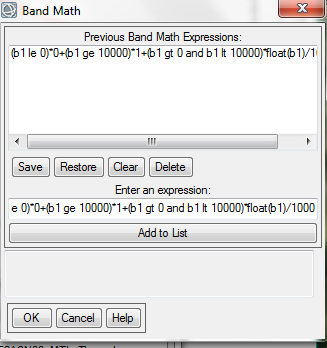 Band Math
Previous Band Math Expressions:
(b1 le 0)*0+(b1 ge 10000)*1+(b1 gt 0 and b1 lt 10000)*float(b1)/10
Save Restore Clear Delete
Enter an expression:
e 0)*0+(b1 ge 10000)*1+(b1 gt 0 and b1 lt 10000)*float(b1)/1000
Add to List
OK Cancel Help